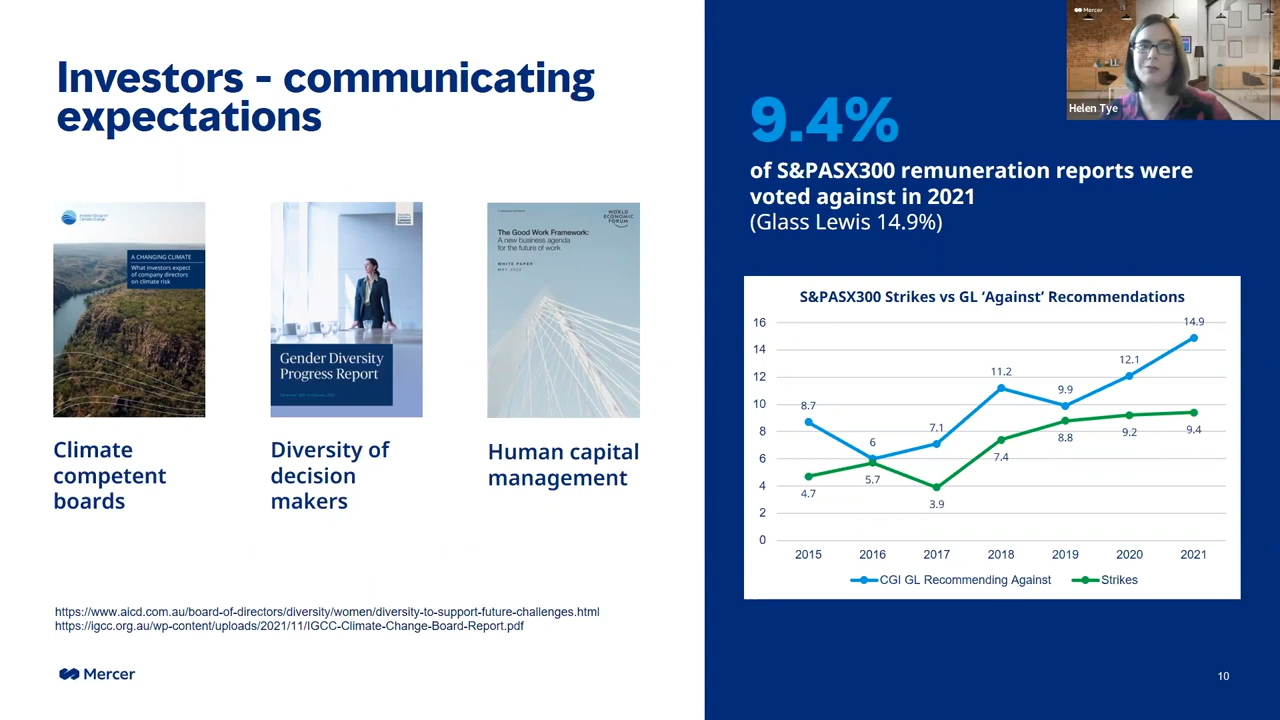 Investors - communicating
expectations
Investor Group on
Climate Change
A CHANGING CLIMATE
What investors expect
of company directors
on climate risk
Gender Diversity
Progress Report
WORLD
ECONOMIC
FORUM
The Good Work Framework:
A new business agenda
for the future of work
WHITE PAPER
MAY 2022
Climate
competent
boards
Diversity of
decision
makers
Human capital
management
https://www.aicd.com.au/board-of-directors/diversity/women/diversity-to-support-future-challenges.html
https://igcc.org.au/wp-content/uploads/2021/11/IGCC-Climate-Change-Board-Report.pdf
Mercer
Mercer
Helen Tye
9.4%
of S&PASX300 remuneration reports were
voted against in 2021
(Glass Lewis 14.9%)
S&PASX300 Strikes vs GL ‘Against’ Recommendations
16
14
12
10
8
6
4
2
0
8.7
6
7.1
11.2
9.9
12.1
14.9
4.7
5.7
3.9
7.4
8.8
9.2
9.4
2015 2016 2017 2018 2019 2020 2021
CGI GL Recommending Against Strikes
10